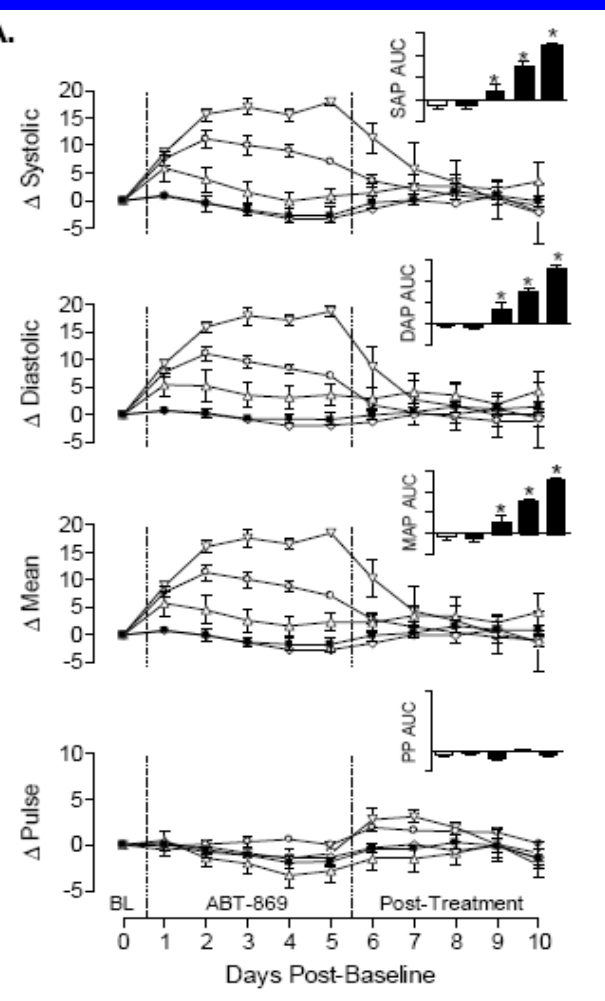 A.
SAP AUC
* * *
Δ Systolic
20
15
10
5
0
-5
DAP AUC
* * *
Δ Diastolic
20
15
10
5
0
-5
MAP AUC
* * *
Δ Mean
20
15
10
5
0
-5
PP AUC
Δ Pulse
10
5
0
-5
BL ABT-869 Post-Treatment
0 1 2 3 4 5 6 7 8 9 10
Days Post-Baseline